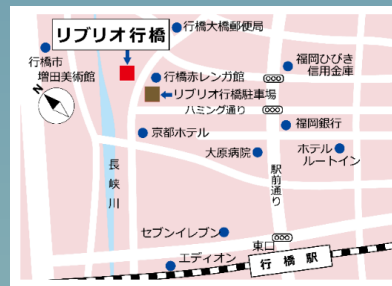 リブリオ行橋
行橋大橋郵便局
行橋市
増田美術館
N
行橋赤レンガ館
リブリオ行橋駐車場
福岡ひびき
信用金庫
ハミング通り
京都ホテル
福岡銀行
大原病院
ホテル
ルートイン
長峡川
駅前通り
セブンイレブン
東口
エディオン
行橋駅